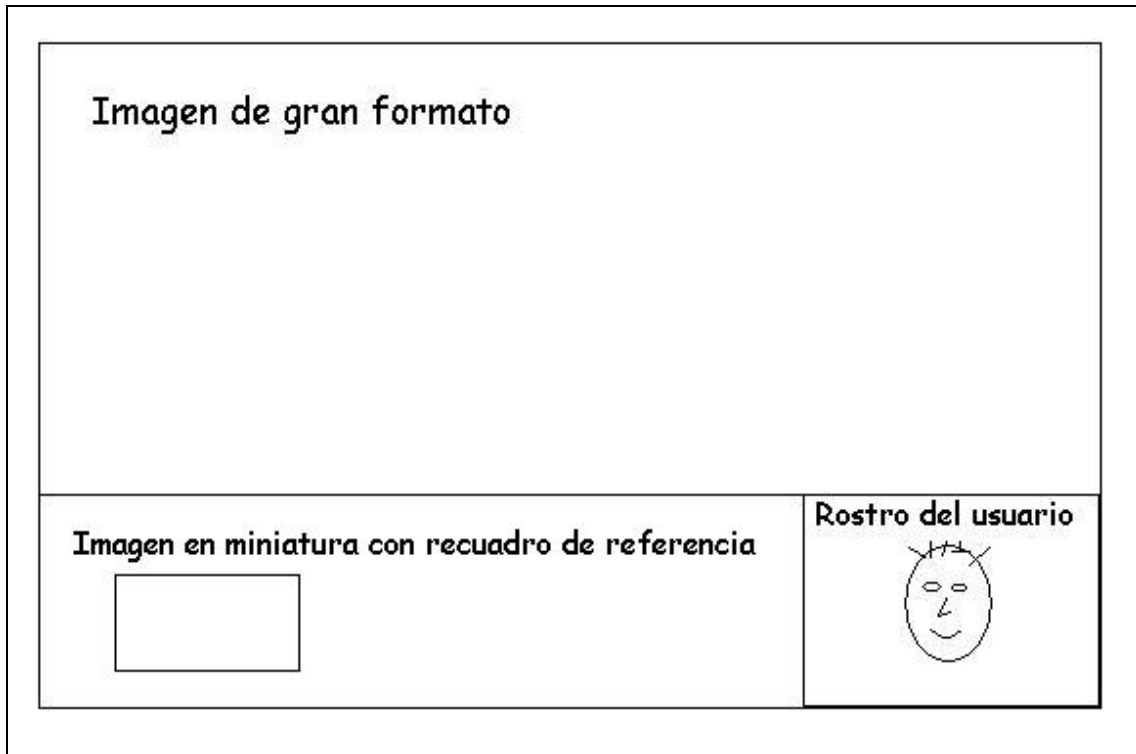 Imagen de gran formato
Imagen en miniatura con recuadro de referencia
Rostro del usuario